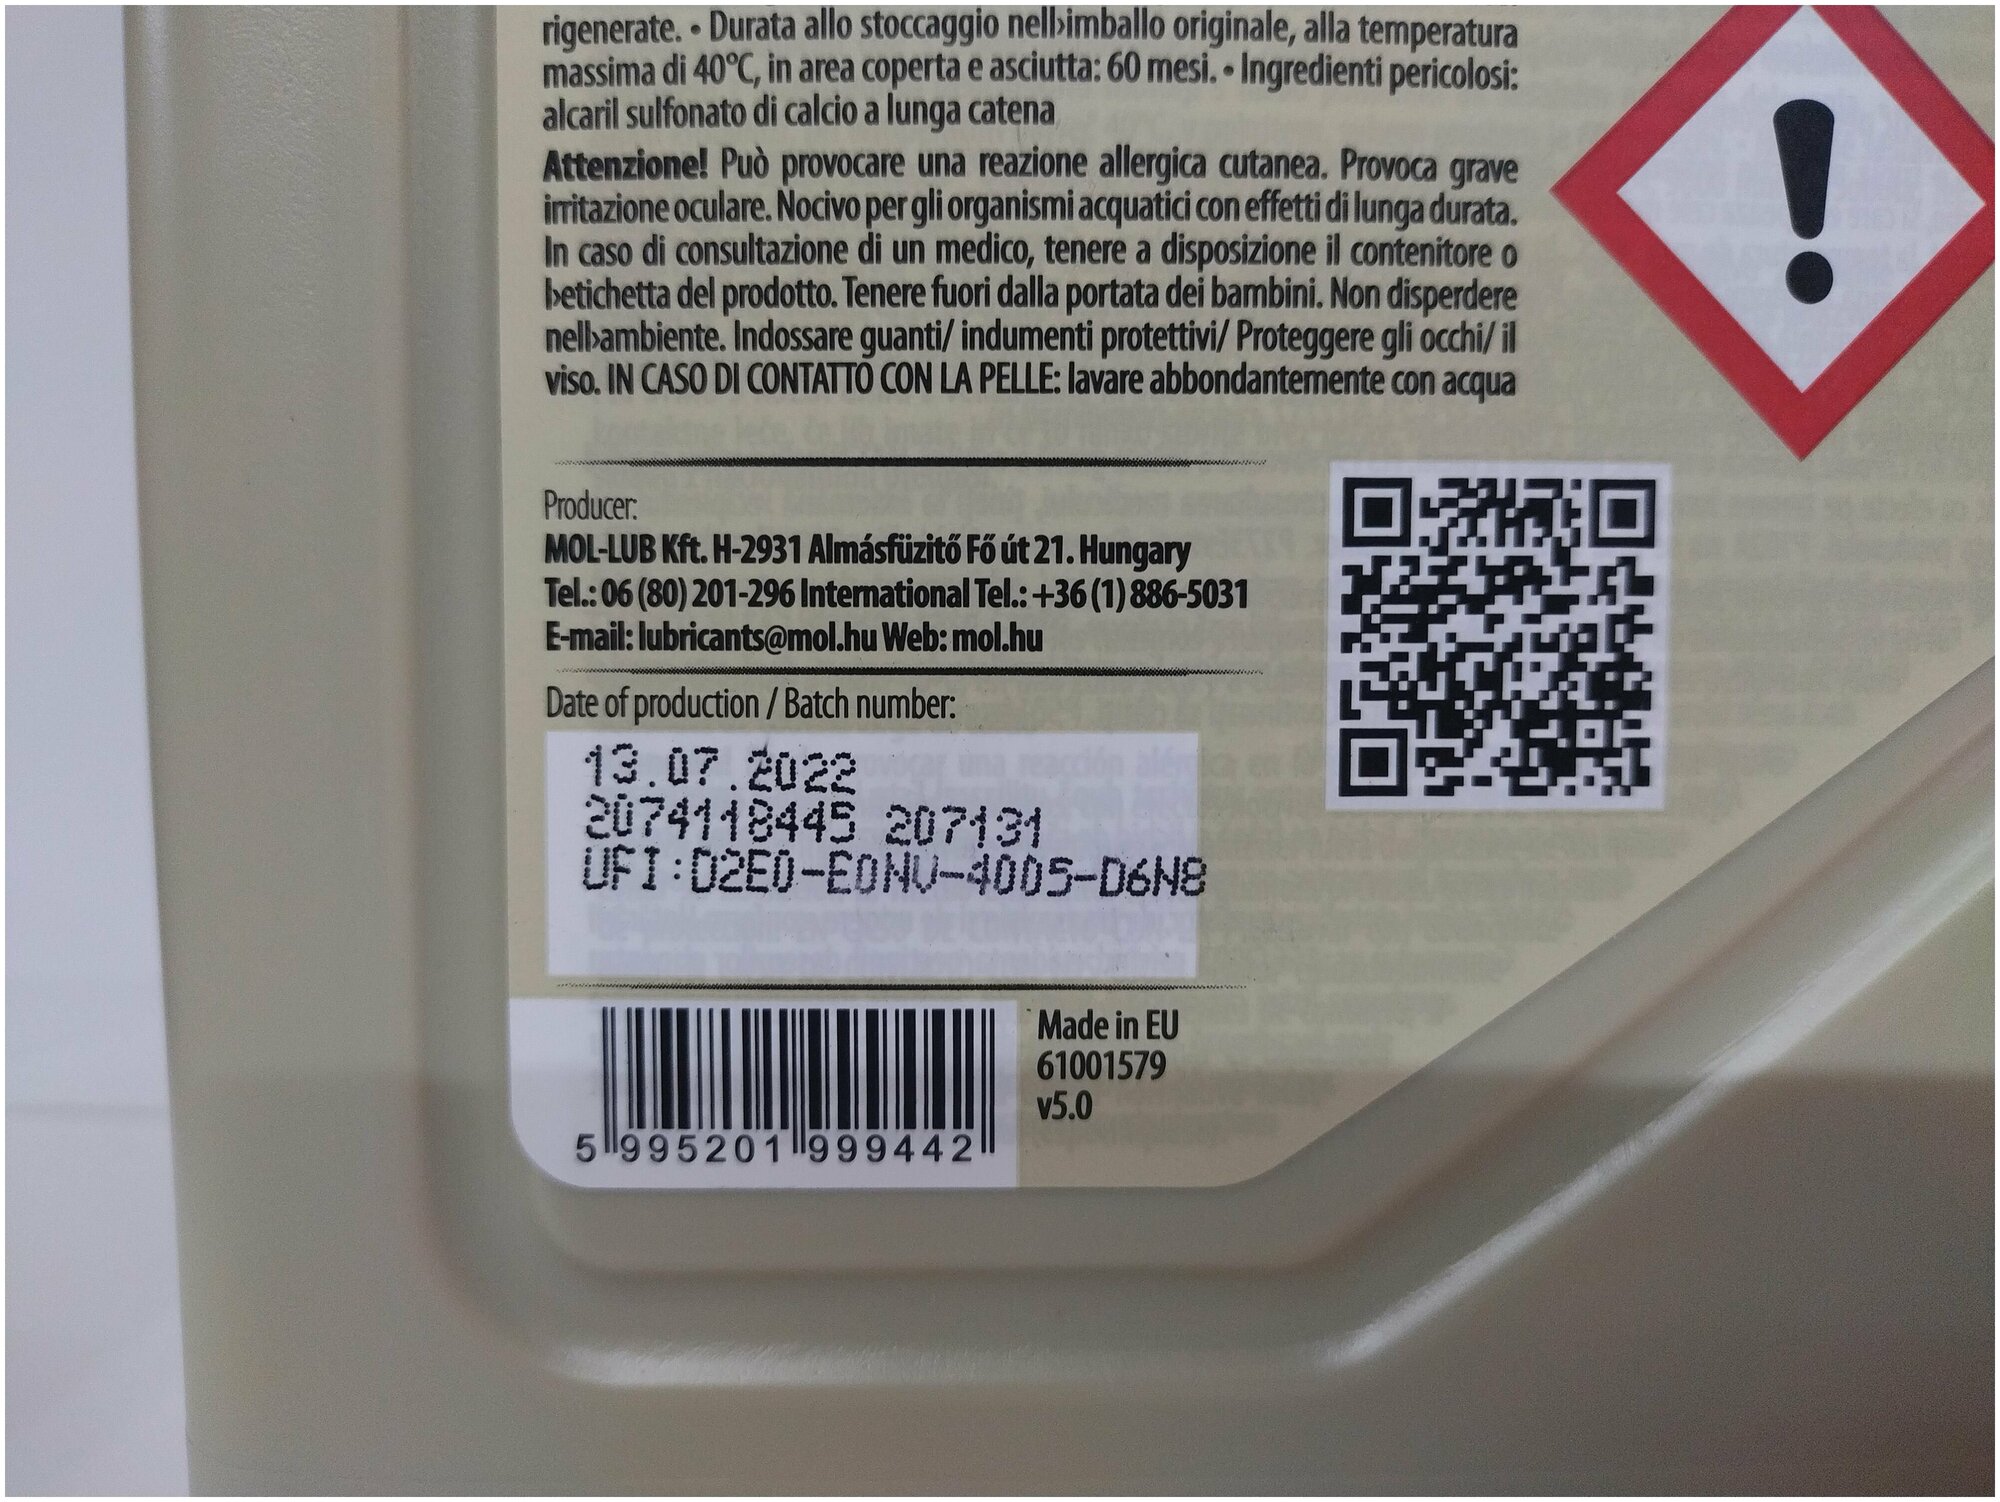 rigenerate. • Durata allo stoccaggio nell›imballo originale, alla temperatura
massima di 40°C, in area coperta e asciutta: 60 mesi. • Ingredienti pericolosi:
alcaril sulfonato di calcio a lunga catena
Attenzione! Può provocare una reazione allergica cutanea. Provoca grave
irritazione oculare. Nocivo per gli organismi acquatici con effetti di lunga durata.
In caso di consultazione di un medico, tenere a disposizione il contenitore o
l›etichetta del prodotto. Tenere fuori dalla portata dei bambini. Non disperdere
nell›ambiente. Indossare guanti/ indumenti protettivi/ Proteggere gli occhi/ il
viso. IN CASO DI CONTATTO CON LA PELLE: lavare abbondantemente con acqua
Producer:
MOL-LUB Kft. H-2931 Almásfüzitő Fő út 21. Hungary
Tel.: 06 (80) 201-296 International Tel.: +36 (1) 886-5031
E-mail: lubricants@mol.hu Web: mol.hu
Date of production / Batch number:
13.07.2022
2074118445 207131
UFI:D2E0-E0NV-4005-D6N8
Made in EU
61001579
v5.0
5 995201 999442